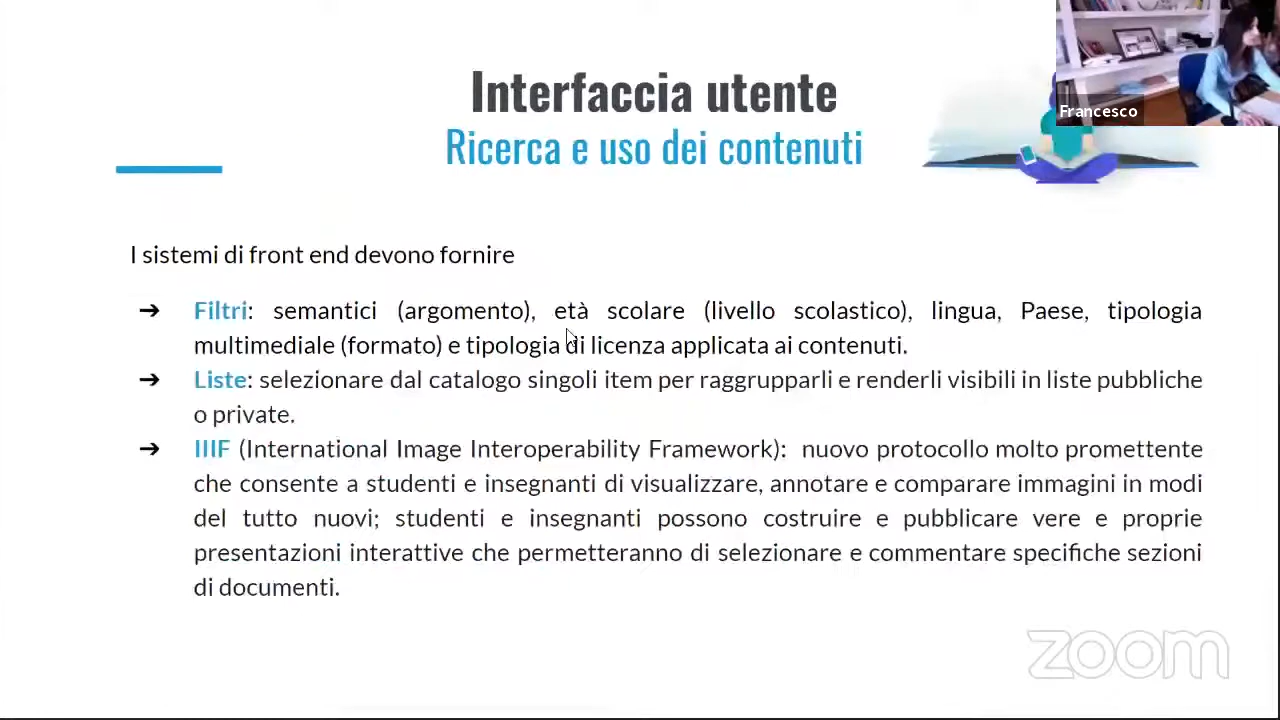 Francesco
Interfaccia utente
Ricerca e uso dei contenuti
I sistemi di front end devono fornire
➔ Filtri: semantici (argomento), età scolare (livello scolastico), lingua, Paese, tipologia
multimediale (formato) e tipologia di licenza applicata ai contenuti.
➔ Liste: selezionare dal catalogo singoli item per raggrupparli e renderli visibili in liste pubbliche
o private.
➔ IIIF (International Image Interoperability Framework): nuovo protocollo molto promettente
che consente a studenti e insegnanti di visualizzare, annotare e comparare immagini in modi
del tutto nuovi; studenti e insegnanti possono costruire e pubblicare vere e proprie
presentazioni interattive che permetteranno di selezionare e commentare specifiche sezioni
di documenti.
zoom